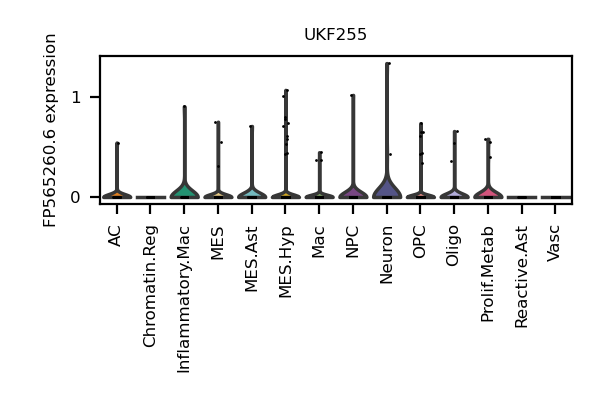 UKF255
FP565260.6 expression
1
0
AC
Chromatin.Reg
Inflammatory.Mac
MES
MES.Ast
MES.Hyp
Mac
NPC
Neuron
OPC
Oligo
Prolif.Metab
Reactive.Ast
Vasc